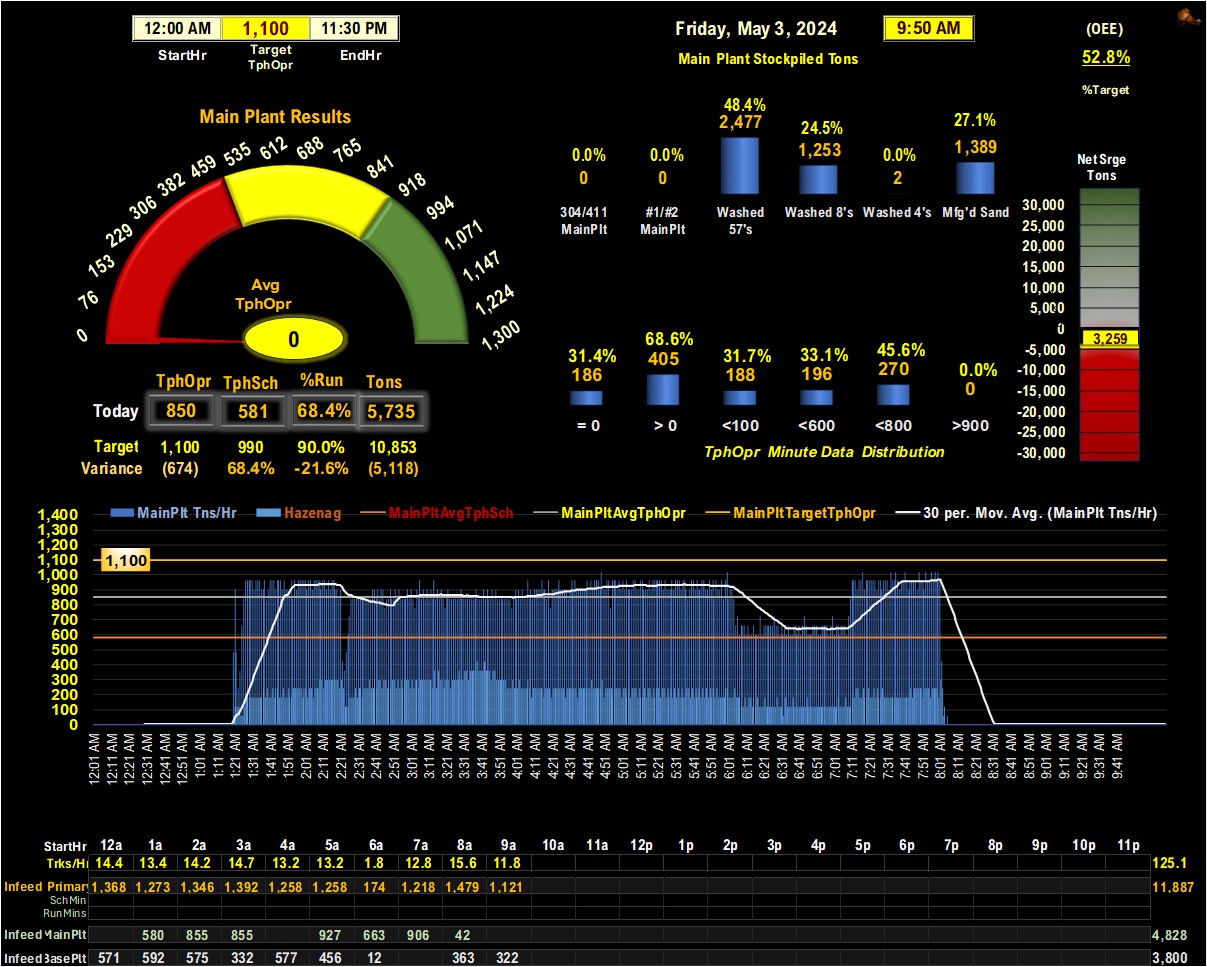 12:00 AM 1,100 11:30 PM
StartHr Target TphOpr EndHr
Friday, May 3, 2024 9:50 AM
Main Plant Stockpiled Tons
(OEE)
52.8%
%Target
Main Plant Results
0 76 153 229 306 382 459 535 612 688 765 841 918 994 1,071 1,147 1,224 1,300
Avg
TphOpr
0
TphOpr TphSch %Run Tons
Today 850 581 68.4% 5,735
Target 1,100 990 90.0% 10,853
Variance (674) 68.4% -21.6% (5,118)
0.0% 0.0% 48.4% 24.5% 0.0% 27.1%
0 0 2,477 1,253 2 1,389
304/411 MainPlt #1/#2 MainPlt Washed 57's Washed 8's Washed 4's Mfg'd Sand
31.4% 68.6% 31.7% 33.1% 45.6% 0.0%
186 405 188 196 270 0
= 0 > 0 <100 <600 <800 >900
TphOpr Minute Data Distribution
Net Srge
Tons
30,000
25,000
20,000
15,000
10,000
5,000
0
3,259
-5,000
-10,000
-15,000
-20,000
-25,000
-30,000
MainPlt Tns/Hr Hazenag MainPltAvgTphSch MainPltAvgTphOpr MainPltTargetTphOpr 30 per. Mov. Avg. (MainPlt Tns/Hr)
1,400
1,300
1,200
1,100
1,100
1,000
900
800
700
600
500
400
300
200
100
0
12:01 AM 12:11 AM 12:21 AM 12:31 AM 12:41 AM 12:51 AM 1:01 AM 1:11 AM 1:21 AM 1:31 AM 1:41 AM 1:51 AM 2:01 AM 2:11 AM 2:21 AM 2:31 AM 2:41 AM 2:51 AM 3:01 AM 3:11 AM 3:21 AM 3:31 AM 3:41 AM 3:51 AM 4:01 AM 4:11 AM 4:21 AM 4:31 AM 4:41 AM 4:51 AM 5:01 AM 5:11 AM 5:21 AM 5:31 AM 5:41 AM 5:51 AM 6:01 AM 6:11 AM 6:21 AM 6:31 AM 6:41 AM 6:51 AM 7:01 AM 7:11 AM 7:21 AM 7:31 AM 7:41 AM 7:51 AM 8:01 AM 8:11 AM 8:21 AM 8:31 AM 8:41 AM 8:51 AM 9:01 AM 9:11 AM 9:21 AM 9:31 AM 9:41 AM
StartHr 12a 1a 2a 3a 4a 5a 6a 7a 8a 9a 10a 11a 12p 1p 2p 3p 4p 5p 6p 7p 8p 9p 10p 11p
Trks/Hr 14.4 13.4 14.2 14.7 13.2 13.2 1.8 12.8 15.6 11.8 125.1
Infeed Primary 1,368 1,273 1,346 1,392 1,258 1,258 174 1,218 1,479 1,121 11,887
SchMin
RunMins
Infeed MainPlt 580 855 855 927 663 906 42 4,828
Infeed BasePlt 571 592 575 332 577 456 12 363 322 3,800